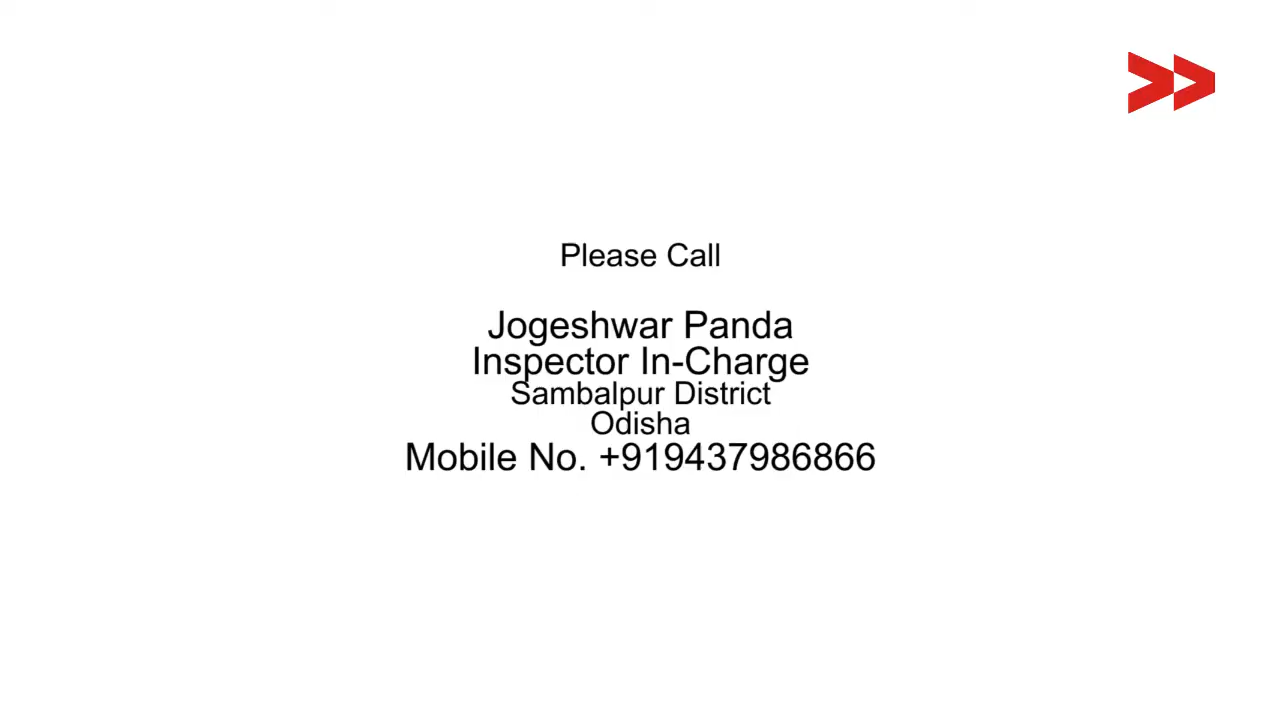 Please Call
Jogeshwar Panda
Inspector In-Charge
Sambalpur District
Odisha
Mobile No. +919437986866